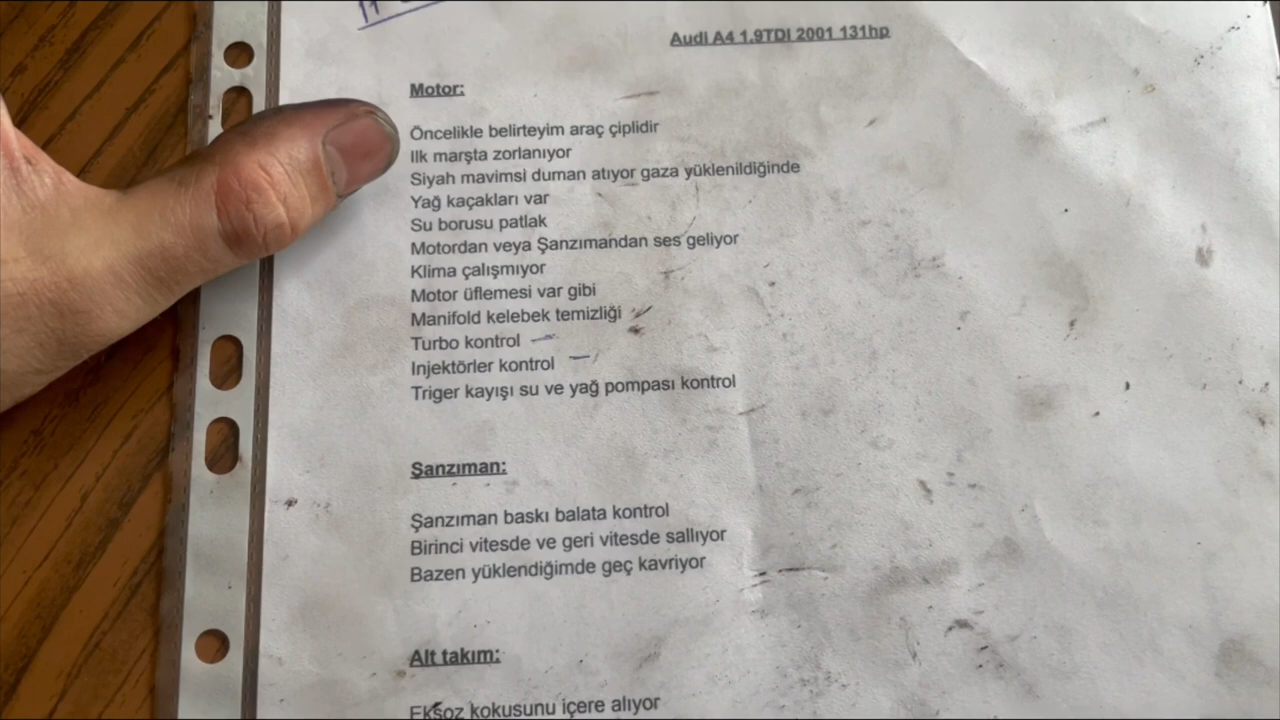 Audi A4 1.9TDI 2001 131hp
Motor:
Öncelikle belirteyim araç çiplidir
Ilk marşta zorlanıyor
Siyah mavimsi duman atıyor gaza yüklenildiğinde
Yağ kaçakları var
Su borusu patlak
Motordan veya Şanzımandan ses geliyor
Klima çalışmıyor
Motor üflemesi var gibi
Manifold kelebek temizliği
Turbo kontrol
Injektörler kontrol
Triger kayışı su ve yağ pompası kontrol
Şanzıman:
Şanzıman baskı balata kontrol
Birinci vitesde ve geri vitesde sallıyor
Bazen yüklendiğimde geç kavriyor
Alt takım:
Eksoz kokusunu içere alıyor